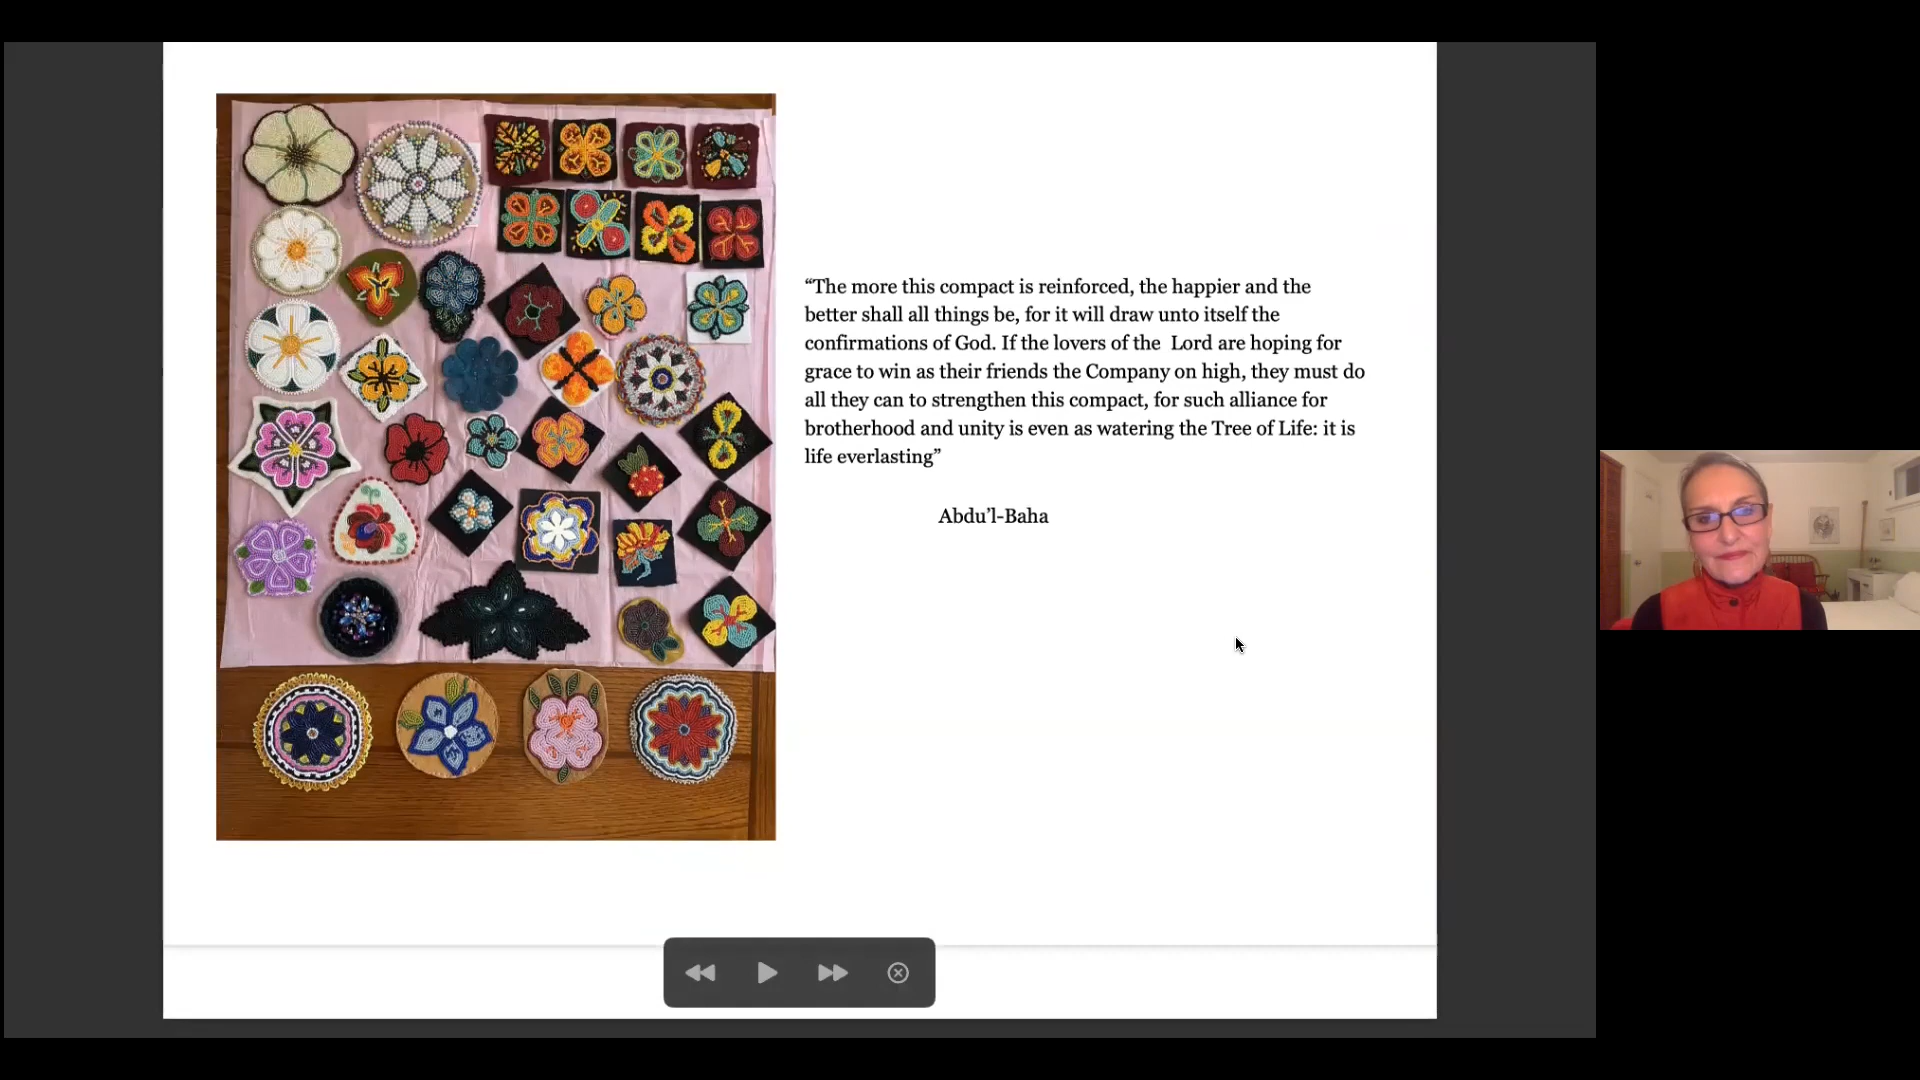 “The more this compact is reinforced, the happier and the
better shall all things be, for it will draw unto itself the
confirmations of God. If the lovers of the  Lord are hoping for
grace to win as their friends the Company on high, they must do
all they can to strengthen this compact, for such alliance for
brotherhood and unity is even as watering the Tree of Life: it is
life everlasting”
Abdu’l-Baha